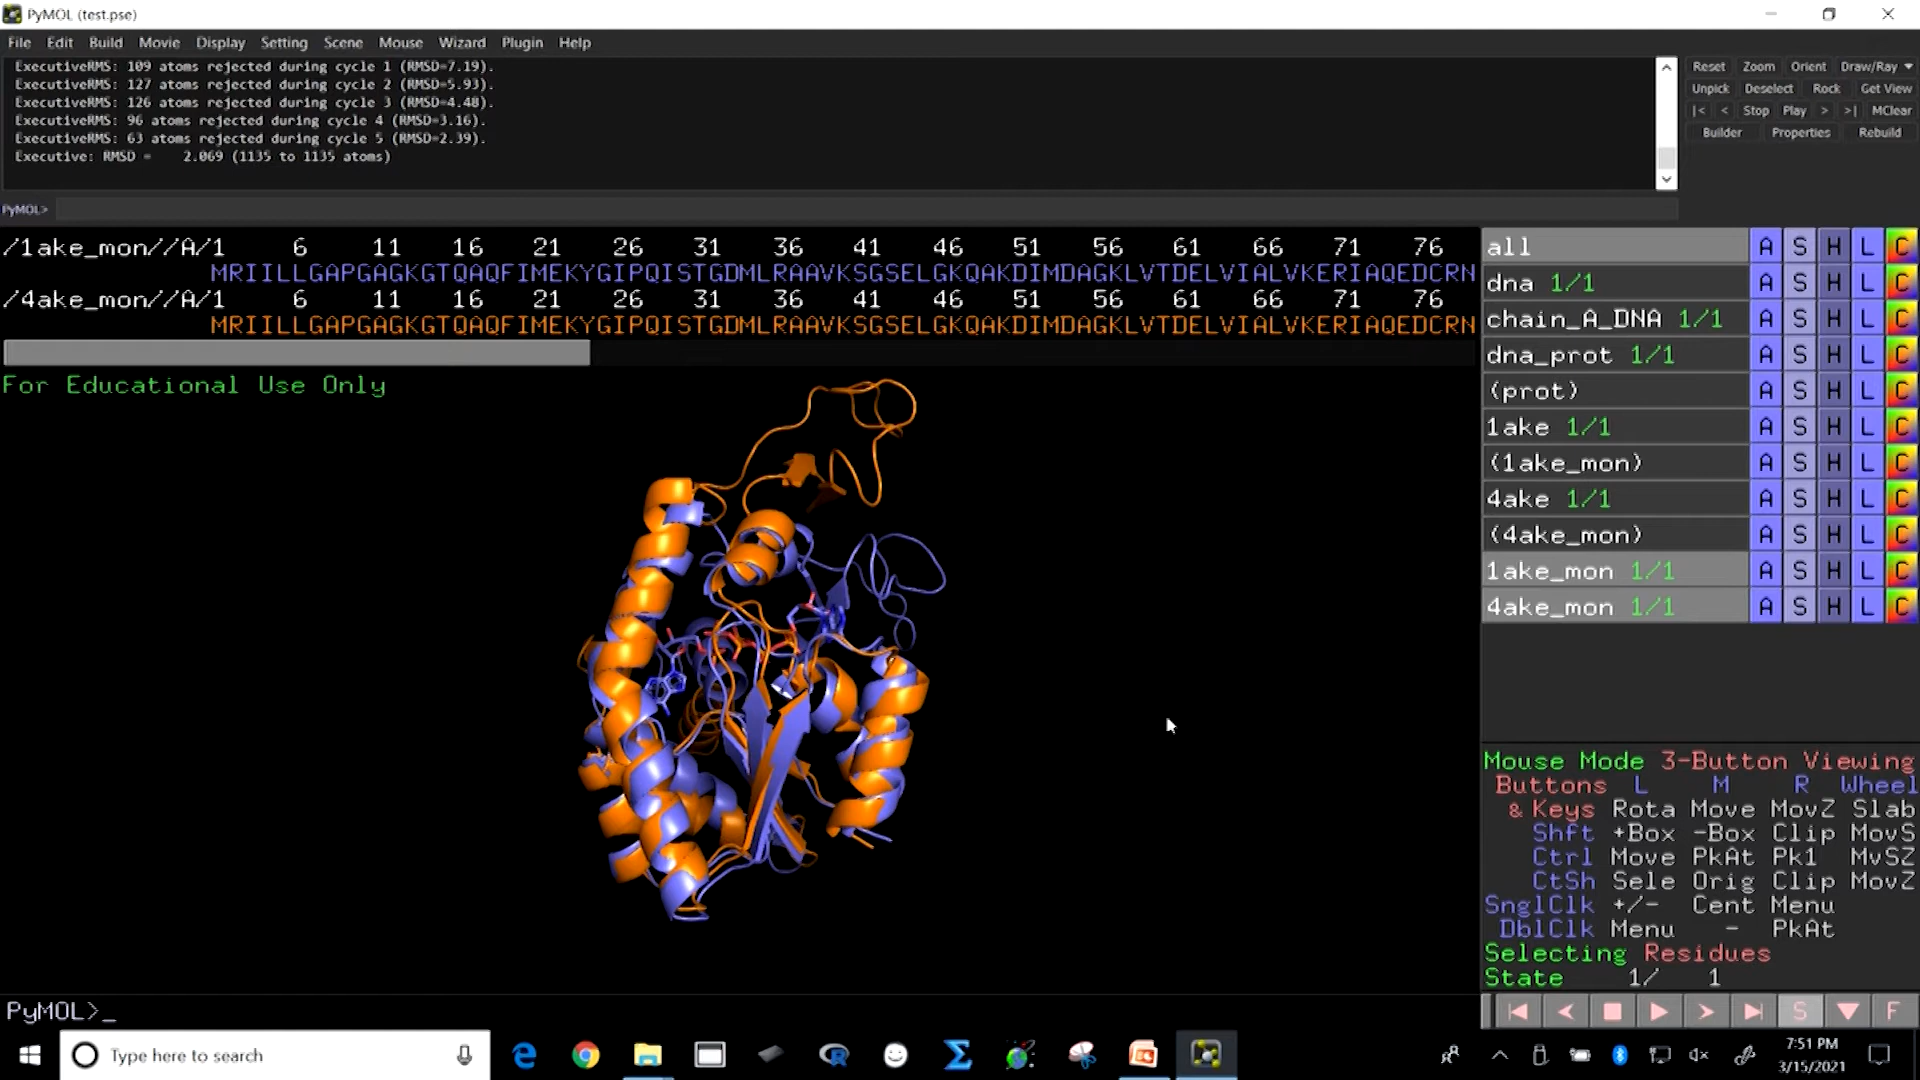 PyMOL (test.pse)
File Edit Build Movie Display Setting Scene Mouse Wizard Plugin Help
ExecutiveRMS: 109 atoms rejected during cycle 1 (RMSD=7.19).
ExecutiveRMS: 127 atoms rejected during cycle 2 (RMSD=5.93).
ExecutiveRMS: 126 atoms rejected during cycle 3 (RMSD=4.48).
ExecutiveRMS: 96 atoms rejected during cycle 4 (RMSD=3.16).
ExecutiveRMS: 63 atoms rejected during cycle 5 (RMSD=2.39).
Executive: RMSD = 2.069 (1135 to 1135 atoms)
Reset Zoom Orient Draw/Ray
Unpick Deselect Rock Get View
|< < Stop Play > >| MClear
Builder Properties Rebuild
PyMOL>
/1ake_mon//A/1 6 11 16 21 26 31 36 41 46 51 56 61 66 71 76
MRIILLGAPGAGKGTQAQFIMEKYGIPQISTGDMLRAAVKSGSELGKQAKDIMDAGKLVTDELVIALVKERIAQEDCRN
/4ake_mon//A/1 6 11 16 21 26 31 36 41 46 51 56 61 66 71 76
MRIILLGAPGAGKGTQAQFIMEKYGIPQISTGDMLRAAVKSGSELGKQAKDIMDAGKLVTDELVIALVKERIAQEDCRN
For Educational Use Only
all A S H L C
dna 1/1 A S H L C
chain_A_DNA 1/1 A S H L C
dna_prot 1/1 A S H L C
(prot) A S H L C
1ake 1/1 A S H L C
(1ake_mon) A S H L C
4ake 1/1 A S H L C
(4ake_mon) A S H L C
1ake_mon 1/1 A S H L C
4ake_mon 1/1 A S H L C
Mouse Mode 3-Button Viewing
Buttons L M R Wheel
& Keys Rota Move MovZ Slab
Shft +Box -Box Clip MovS
Ctrl Move PkAt Pk1 MvSZ
CtSh Sele Orig Clip MovZ
SnglClk +/- Cent Menu
DblClk Menu - PkAt
Selecting Residues
State 1/ 1
S F
PyMOL>_
Type here to search
7:51 PM
3/15/2021